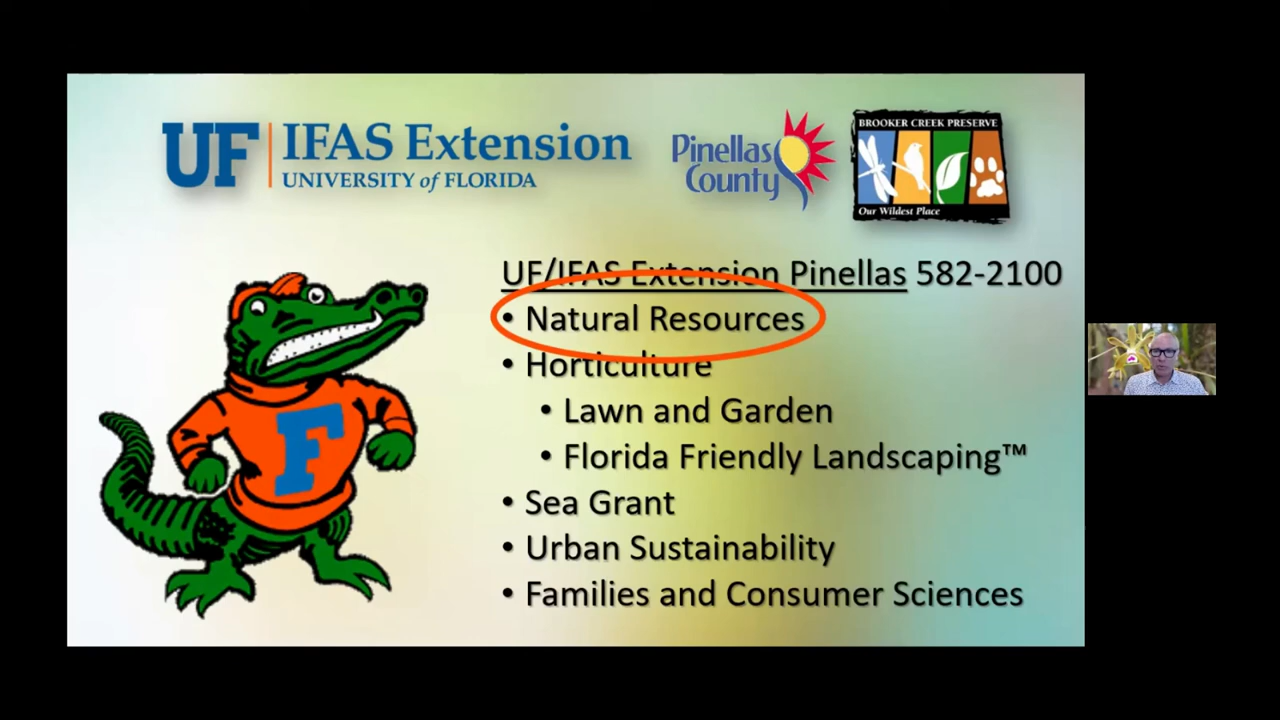 UF | IFAS Extension
UNIVERSITY of FLORIDA
Pinellas
County
BROOKER CREEK PRESERVE
Our Wildest Place
UF/IFAS Extension Pinellas 582-2100
• Natural Resources
• Horticulture
• Lawn and Garden
• Florida Friendly Landscaping™
• Sea Grant
• Urban Sustainability
• Families and Consumer Sciences
F